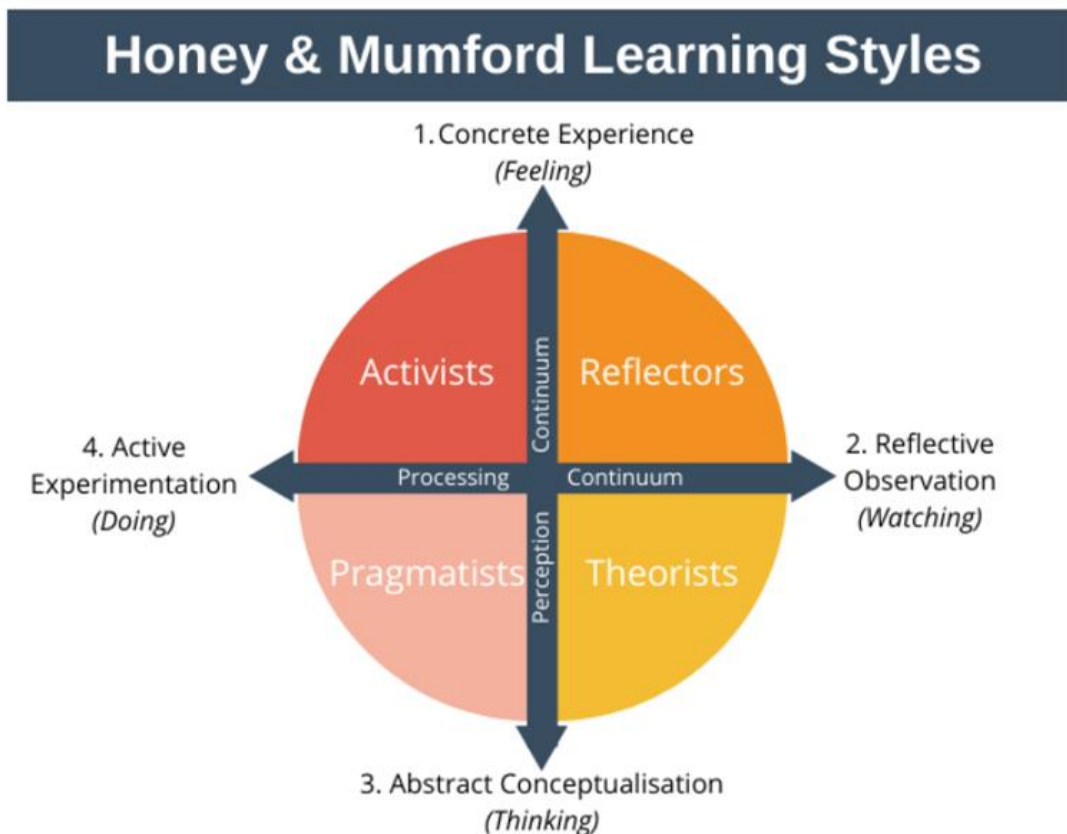 Honey & Mumford Learning Styles
1. Concrete Experience
(Feeling)
Activists
Reflectors
Perception Continuum
Processing Continuum
4. Active
Experimentation
(Doing)
2. Reflective
Observation
(Watching)
Pragmatists
Theorists
3. Abstract Conceptualisation
(Thinking)